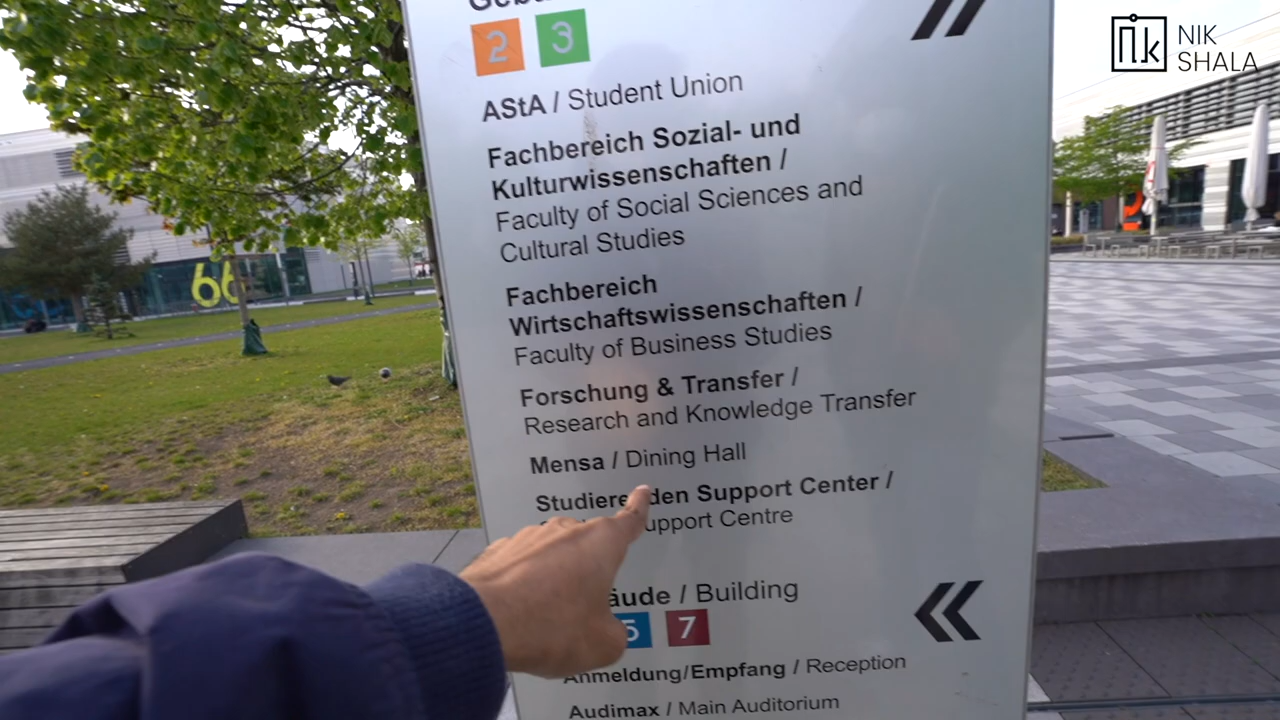 2 3
AStA / Student Union
Fachbereich Sozial- und
Kulturwissenschaften /
Faculty of Social Sciences and
Cultural Studies
Fachbereich
Wirtschaftswissenschaften /
Faculty of Business Studies
Forschung & Transfer /
Research and Knowledge Transfer
Mensa / Dining Hall
Studierenden Support Center /
Support Centre
/ Building
5 7
Anmeldung/Empfang / Reception
Audimax / Main Auditorium
66
NIK
SHALA